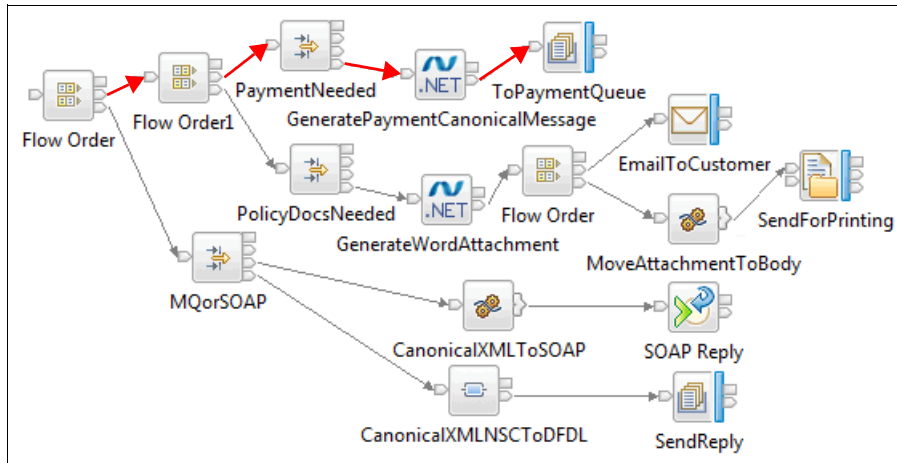 PaymentNeeded
.NET
ToPaymentQueue
Flow Order
Flow Order1
GeneratePaymentCanonicalMessage
EmailToCustomer
PolicyDocsNeeded
.NET
Flow Order
SendForPrinting
GenerateWordAttachment
MoveAttachmentToBody
MQorSOAP
CanonicalXMLToSOAP
SOAP Reply
CanonicalXMLNSCToDFDL
SendReply